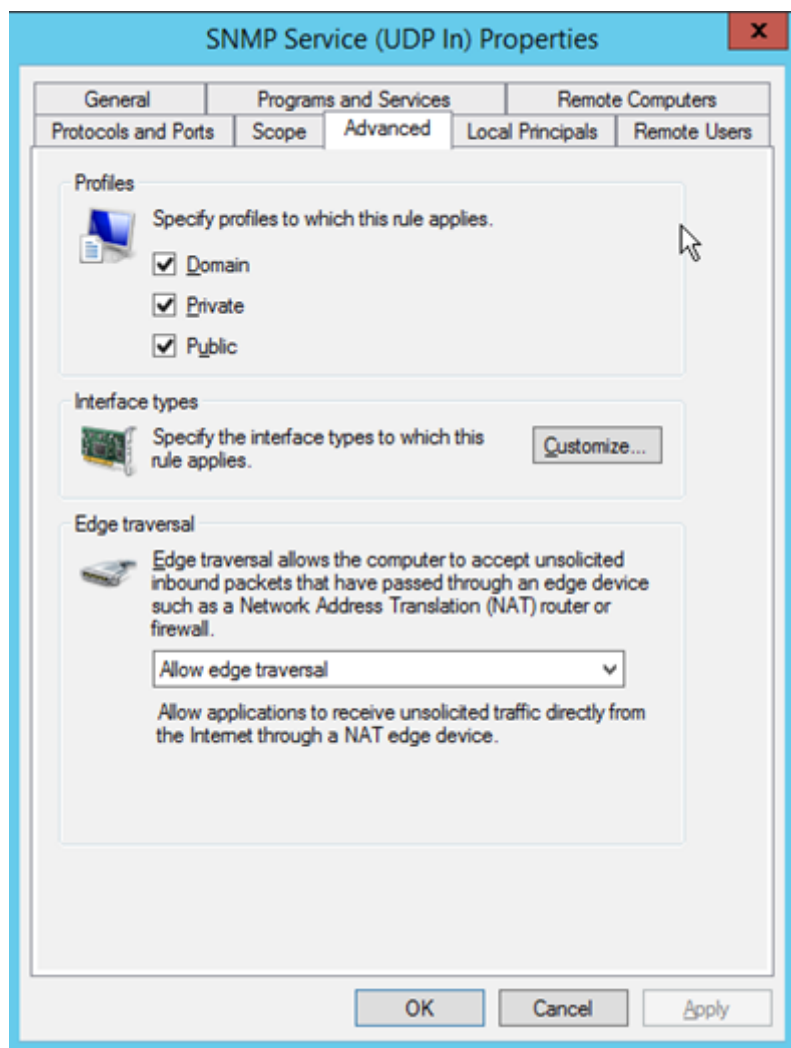 SNMP Service (UDP In) Properties
x
General
Programs and Services
Remote Computers
Protocols and Ports
Scope
Advanced
Local Principals
Remote Users
Profiles
Specify profiles to which this rule applies.
Domain
Private
Public
Interface types
Specify the interface types to which this
rule applies.
Customize...
Edge traversal
Edge traversal allows the computer to accept unsolicited
inbound packets that have passed through an edge device
such as a Network Address Translation (NAT) router or
firewall.
Allow edge traversal
Allow applications to receive unsolicited traffic directly from
the Internet through a NAT edge device.
OK
Cancel
Apply